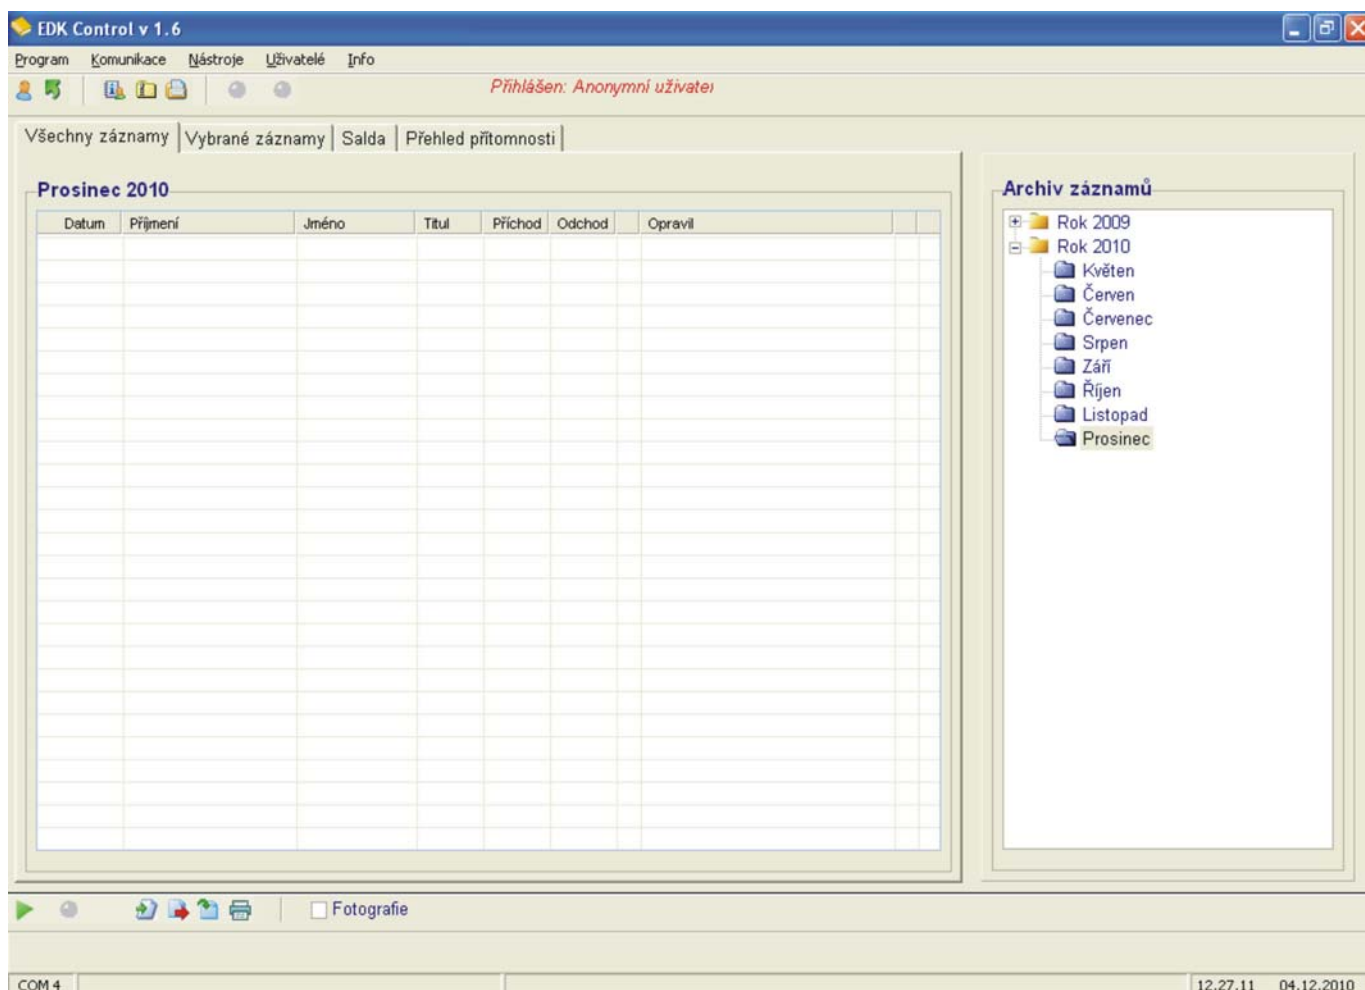 EDK Control v 1.6
Program Komunikace Nástroje Uživatelé Info
Přihlášen: Anonymní uživatel
Všechny záznamy Vybrané záznamy Salda Přehled přítomnosti
Prosinec 2010
Datum Příjmení Jméno Titul Příchod Odchod Opravil
Archiv záznamů
Rok 2009
Rok 2010
Květen
Červen
Červenec
Srpen
Září
Říjen
Listopad
Prosinec
Fotografie
COM 4 12.27.11 04.12.2010